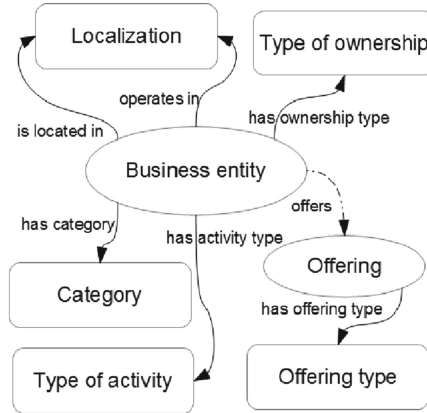 Localization
Type of ownership
operates in
has ownership type
is located in
Business entity
offers
has category
has activity type
Offering
Category
has offering type
Type of activity
Offering type